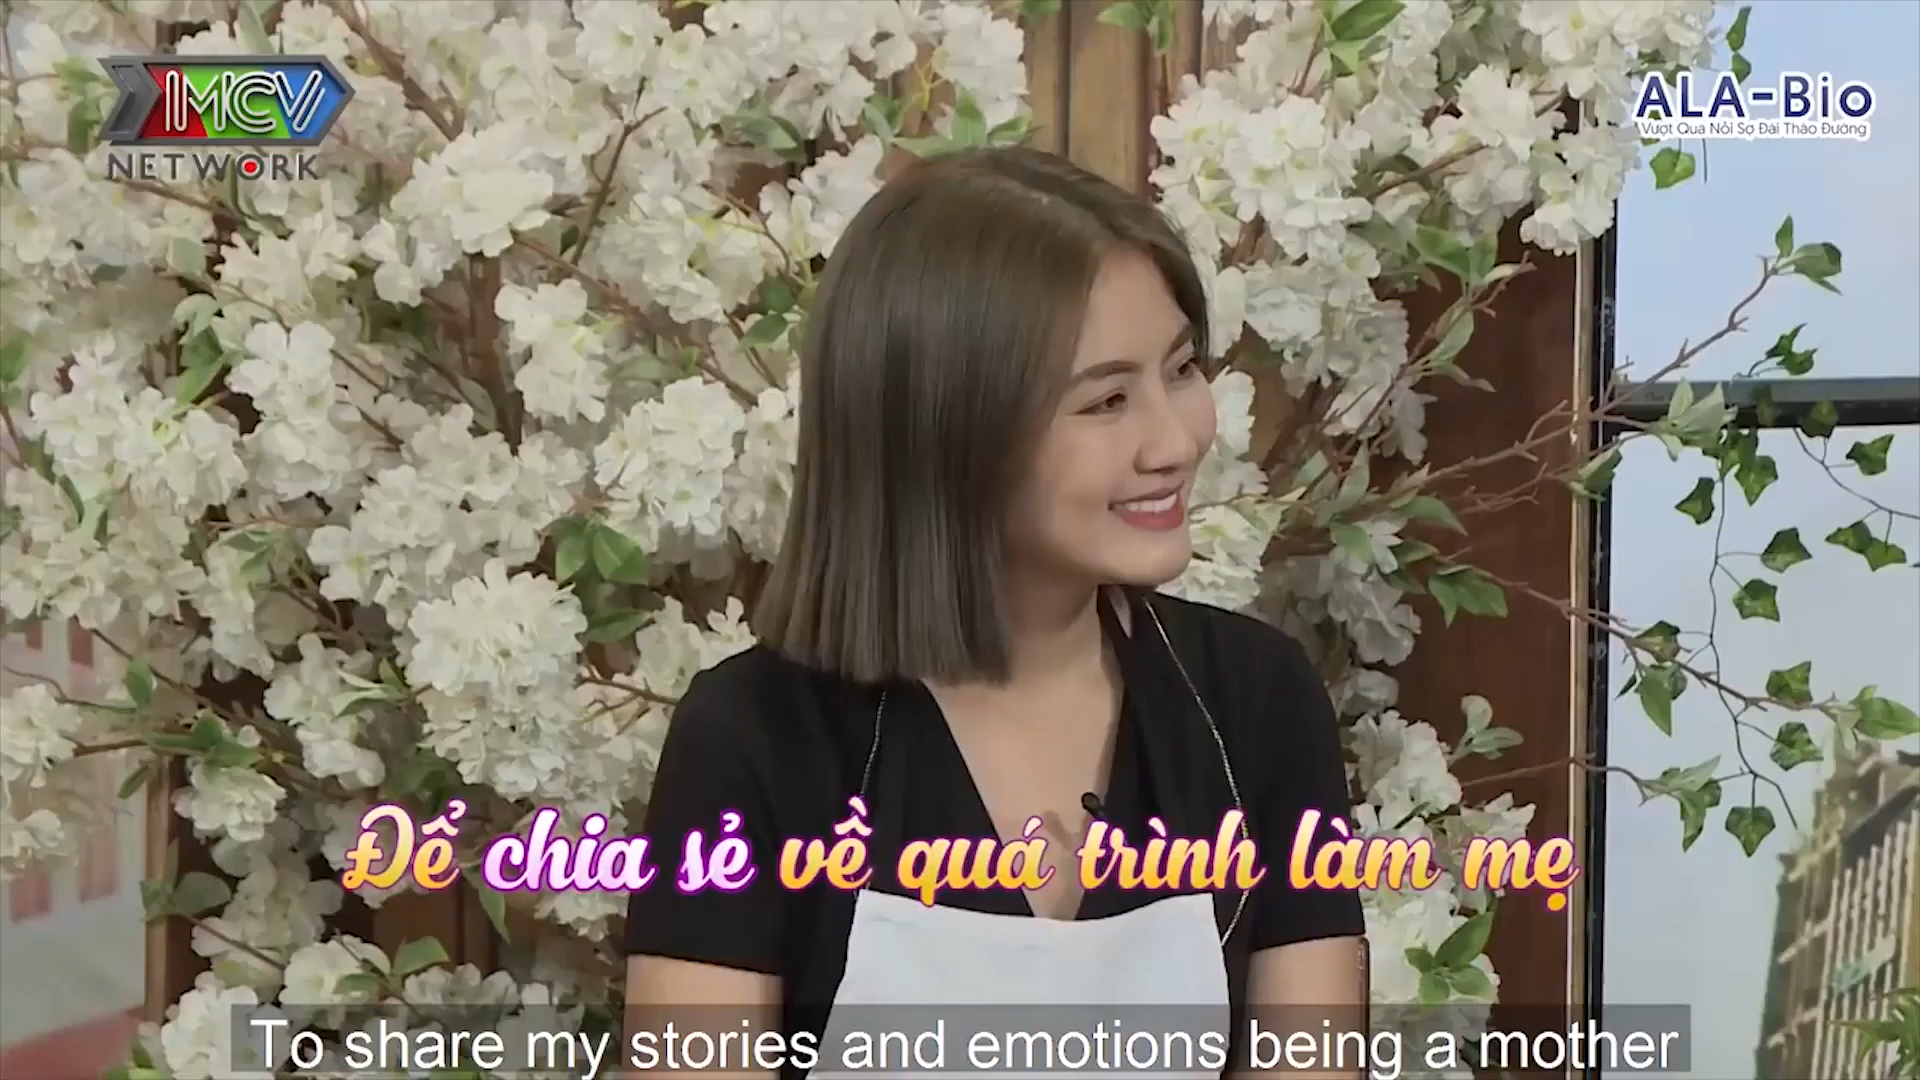 MCV
NETWORK
ALA-Bio
Vượt Qua Nỗi Sợ Đái Tháo Đường
Để chia sẻ về quá trình làm mẹ
To share my stories and emotions being a mother